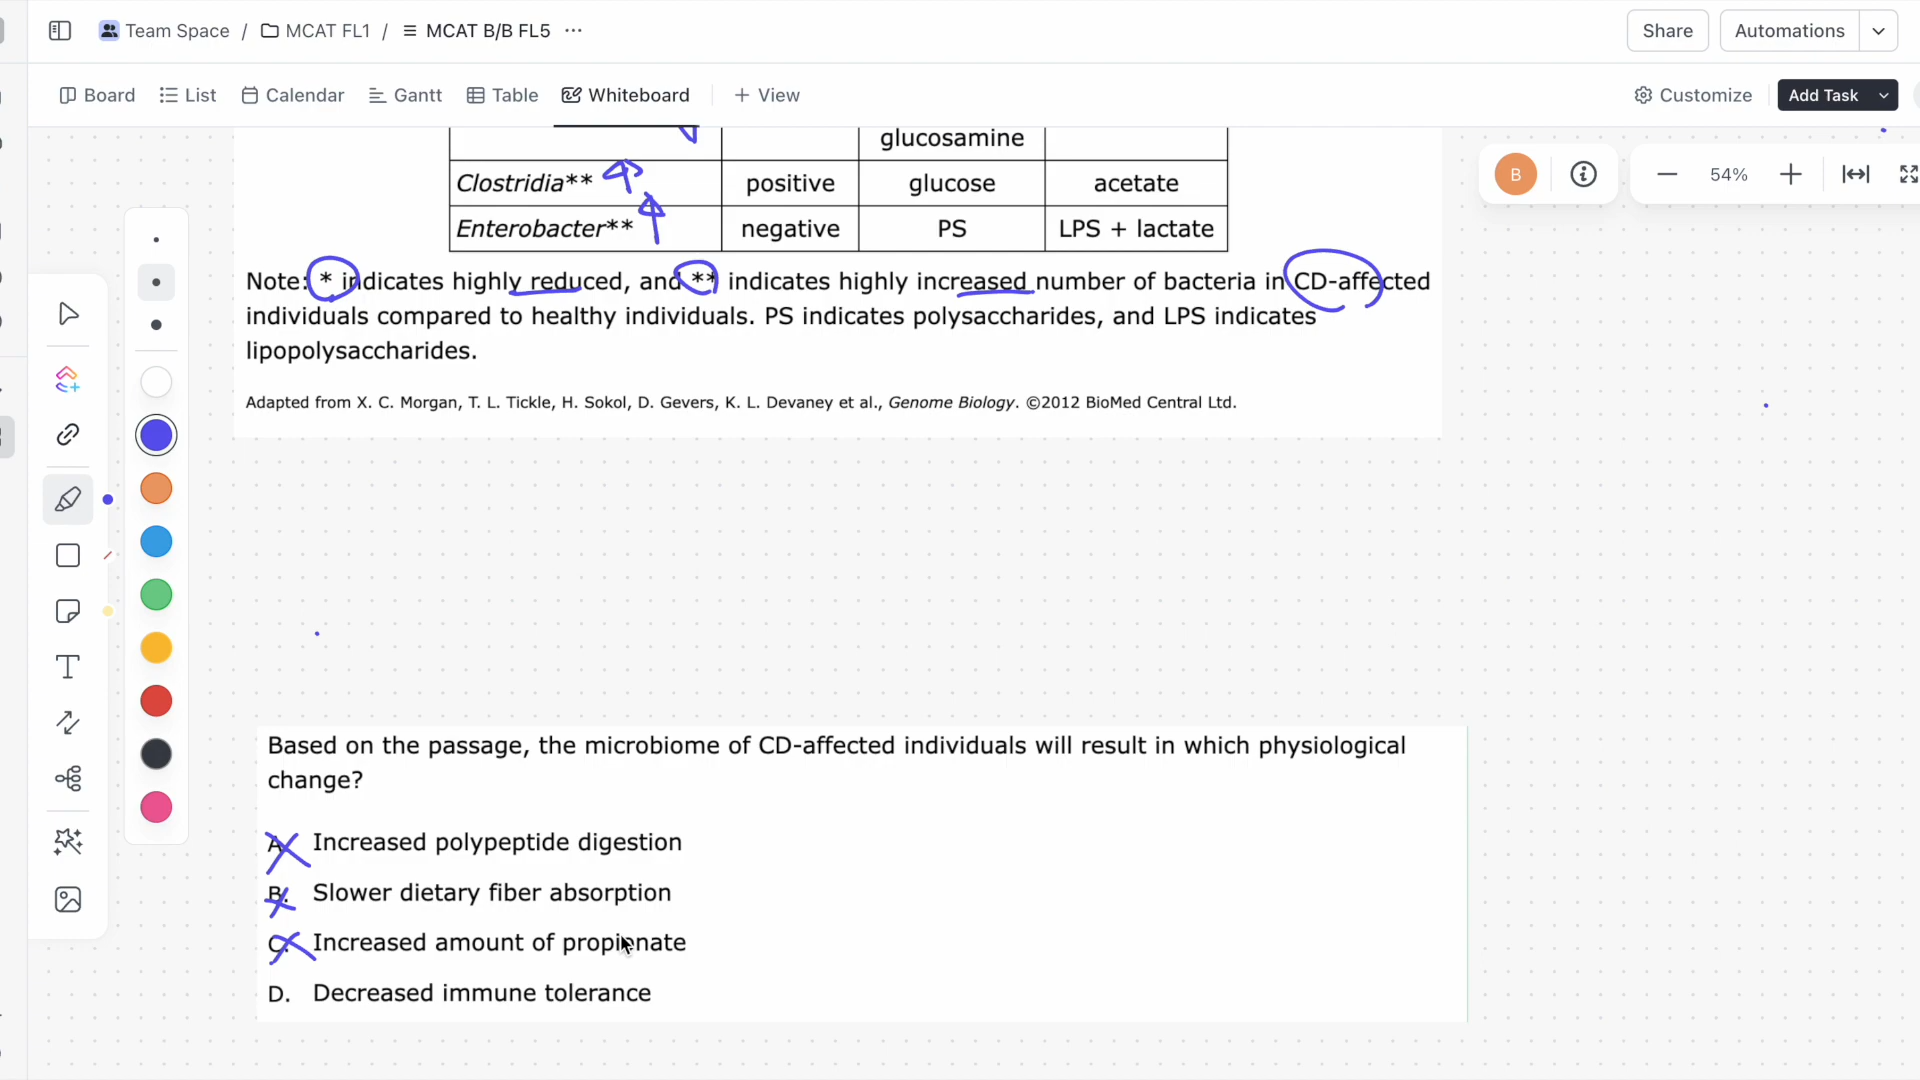 Team Space / MCAT FL1 / MCAT B/B FL5 ...
Share
Automations
Board
List
Calendar
Gantt
Table
Whiteboard
+ View
Customize
Add Task
B
54%
glucosamine
Clostridia** positive glucose acetate
Enterobacter** negative PS LPS + lactate
Note: * indicates highly reduced, and ** indicates highly increased number of bacteria in CD-affected
individuals compared to healthy individuals. PS indicates polysaccharides, and LPS indicates
lipopolysaccharides.
Adapted from X. C. Morgan, T. L. Tickle, H. Sokol, D. Gevers, K. L. Devaney et al., Genome Biology. ©2012 BioMed Central Ltd.
Based on the passage, the microbiome of CD-affected individuals will result in which physiological
change?
A. Increased polypeptide digestion
B. Slower dietary fiber absorption
C. Increased amount of propionate
D. Decreased immune tolerance